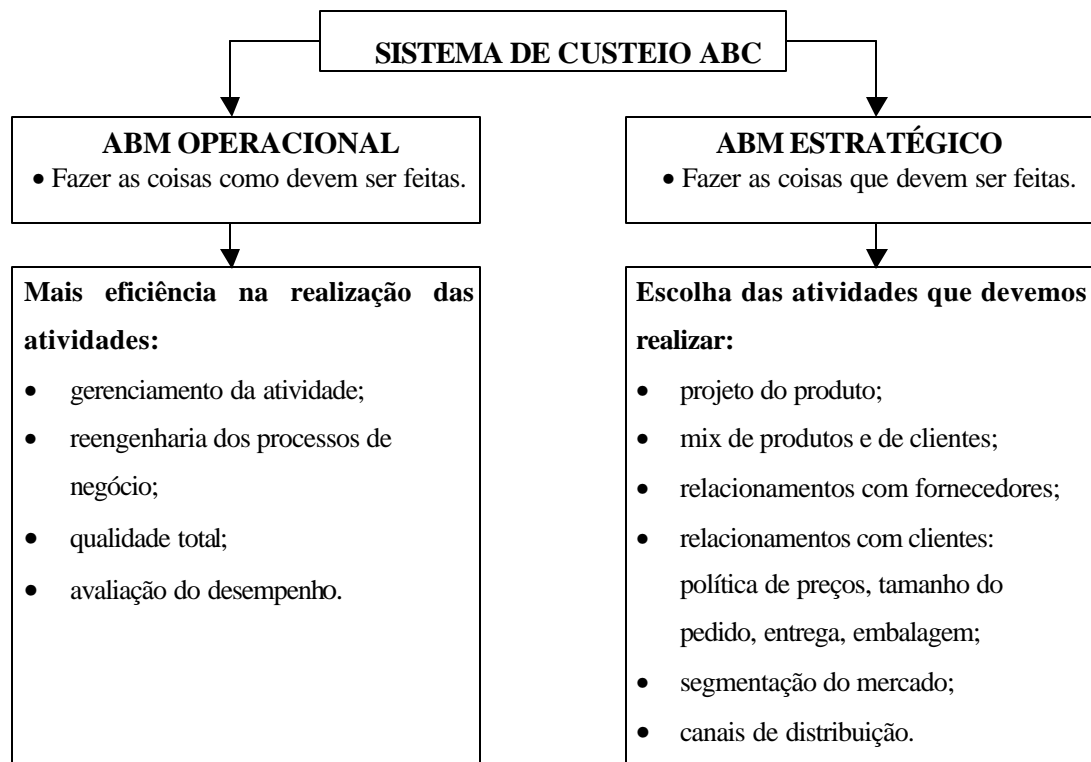 SISTEMA DE CUSTEIO ABC
ABM OPERACIONAL
• Fazer as coisas como devem ser feitas.
ABM ESTRATÉGICO
• Fazer as coisas que devem ser feitas.
Mais eficiência na realização das
atividades:
• gerenciamento da atividade;
• reengenharia dos processos de
negócio;
• qualidade total;
• avaliação do desempenho.
Escolha das atividades que devemos
realizar:
• projeto do produto;
• mix de produtos e de clientes;
• relacionamentos com fornecedores;
• relacionamentos com clientes:
política de preços, tamanho do
pedido, entrega, embalagem;
• segmentação do mercado;
• canais de distribuição.